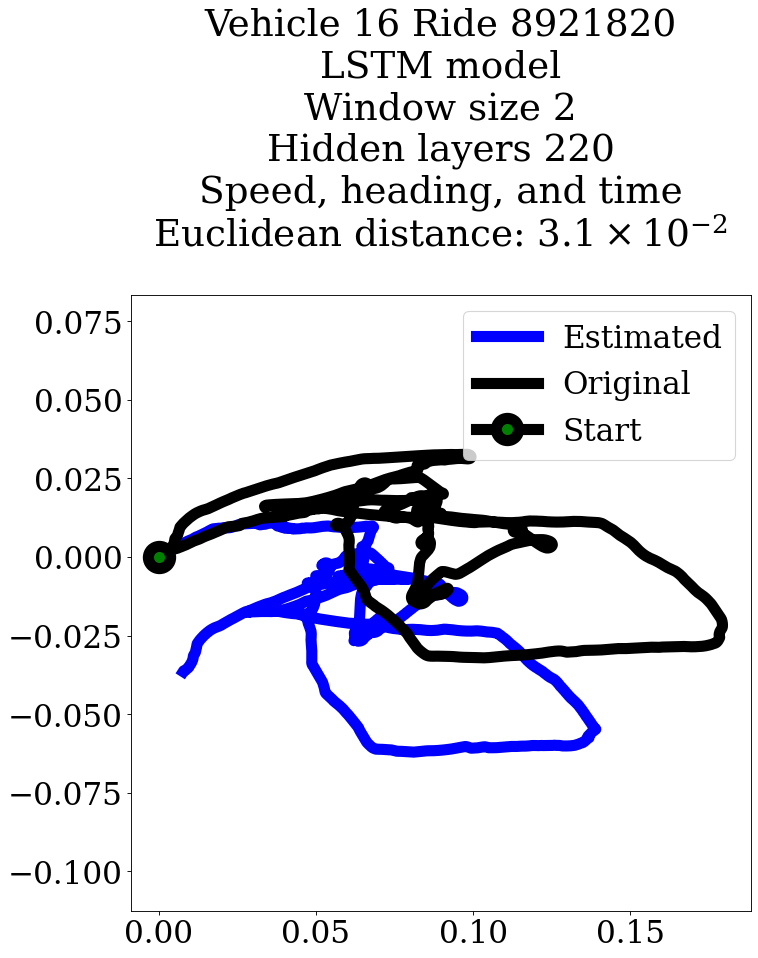 Vehicle 16 Ride 8921820
LSTM model
Window size 2
Hidden layers 220
Speed, heading, and time
Euclidean distance: 3.1 × 10⁻²
Estimated
Original
Start
0.075
0.050
0.025
0.000
−0.025
−0.050
−0.075
−0.100
0.00 0.05 0.10 0.15